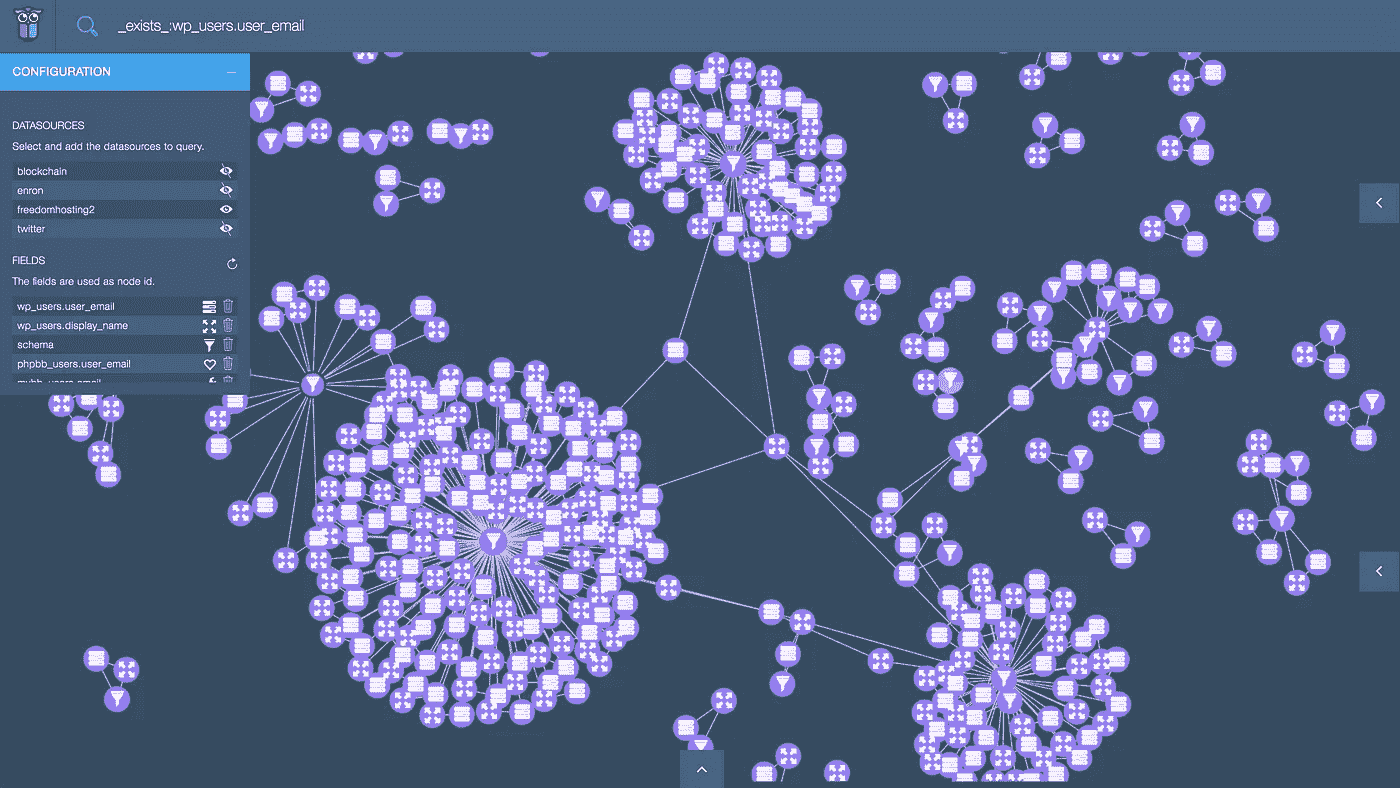 _exists_:wp_users.user_email
CONFIGURATION
DATASOURCES
Select and add the datasources to query.
blockchain
enron
freedomhosting2
twitter
FIELDS
The fields are used as node id.
wp_users.user_email
wp_users.display_name
schema
phpbb_users.user_email